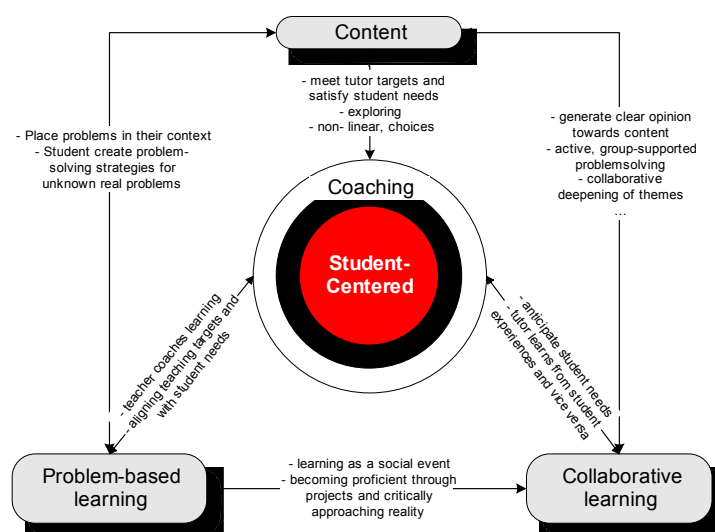 Content
- meet tutor targets and
satisfy student needs
- exploring
- non- linear, choices
- Place problems in their context
- Student create problem-
solving strategies for
unknown real problems
- generate clear opinion
towards content
- active, group-supported
problemsolving
- collaborative
deepening of themes
...
Coaching
Student-
Centered
- teacher coaches learning
- aligning teaching targets and
with student needs
- anticipate student needs
- tutor learns from student
experiences and vice versa
Problem-based
learning
- learning as a social event
- becoming proficient through
projects and critically
approaching reality
Collaborative
learning